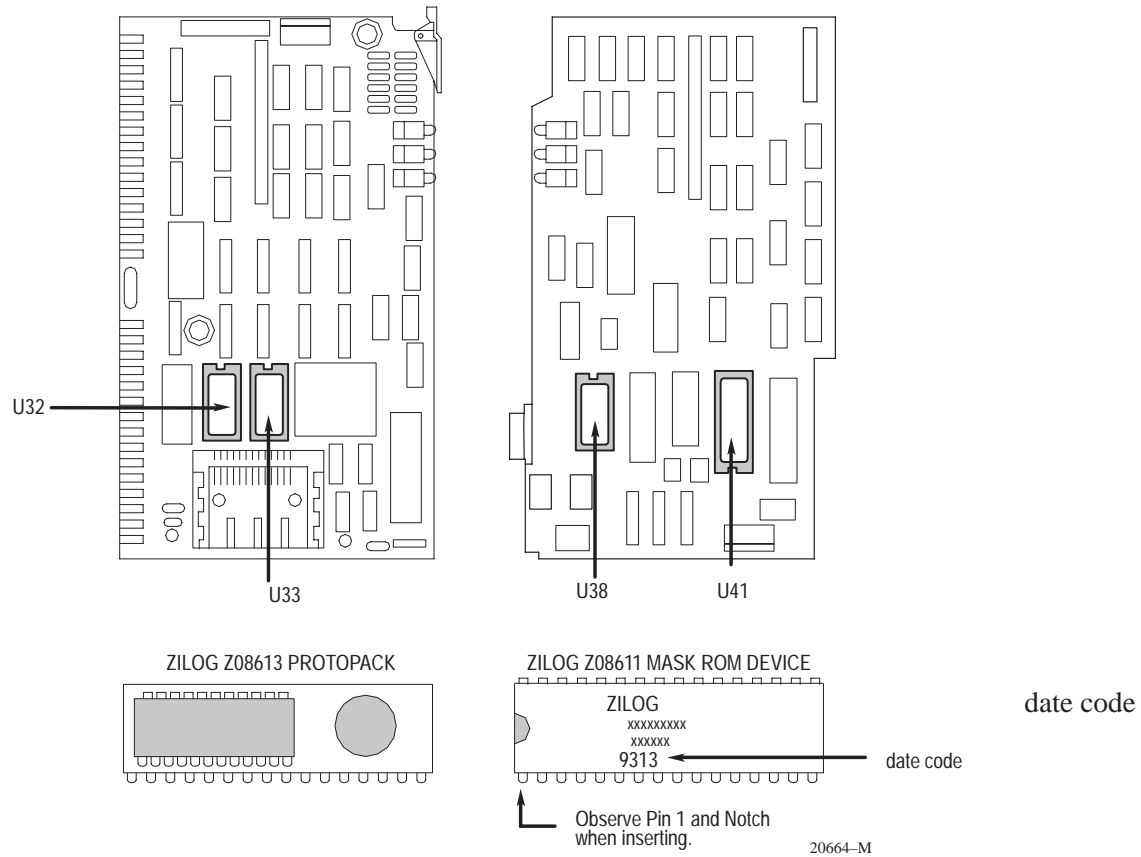 U32
U33
U38
U41
ZILOG Z08613 PROTOPACK
ZILOG Z08611 MASK ROM DEVICE
ZILOG
xxxxxxxxx
xxxxxx
9313
date code
date code
Observe Pin 1 and Notch
when inserting.
20664–M